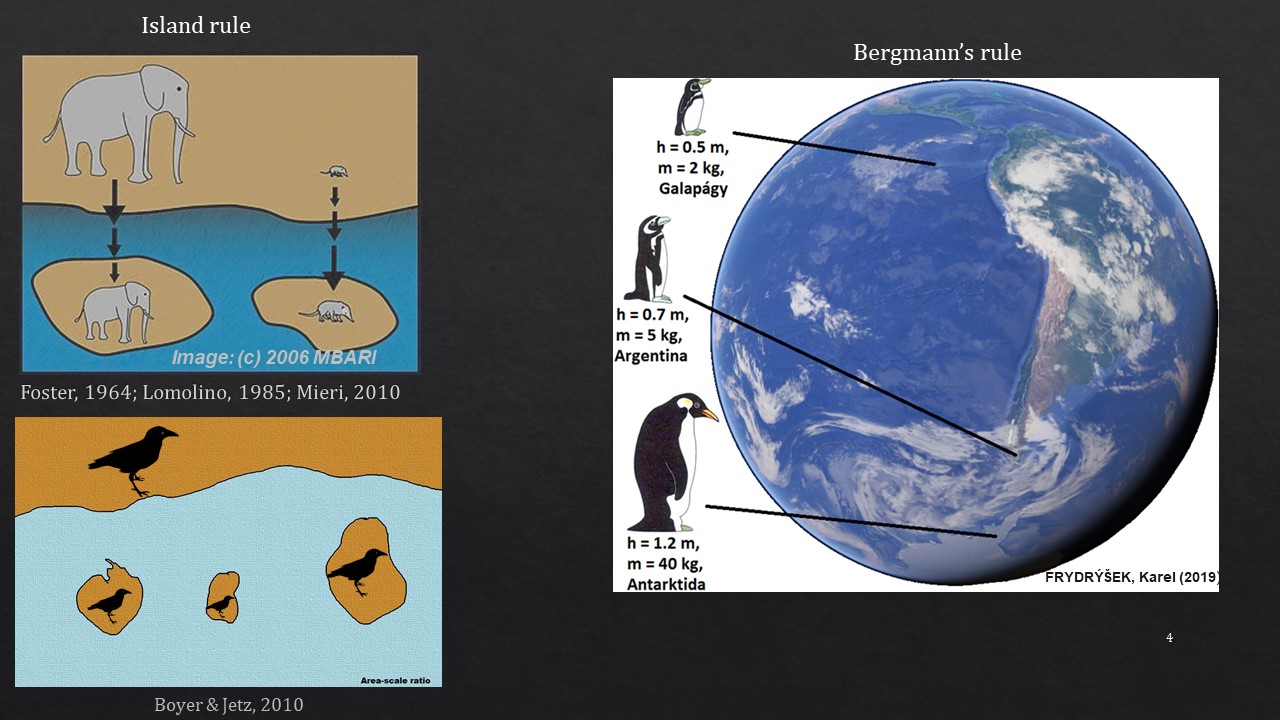 Island rule
Image: (c) 2006 MBARI
Foster, 1964; Lomolino, 1985; Mieri, 2010
Area-scale ratio
Boyer & Jetz, 2010
Bergmann’s rule
h = 0.5 m,
m = 2 kg,
Galapágy
h = 0.7 m,
m = 5 kg,
Argentina
h = 1.2 m,
m = 40 kg,
Antarktida
FRYDRÝŠEK, Karel (2019)
4